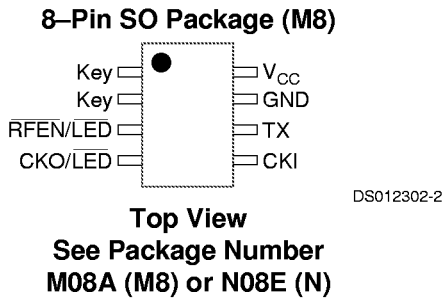 8–Pin SO Package (M8)
Key
Key
RFEN/LED
CKO/LED
VCC
GND
TX
CKI
DS012302-2
Top View
See Package Number
M08A (M8) or N08E (N)